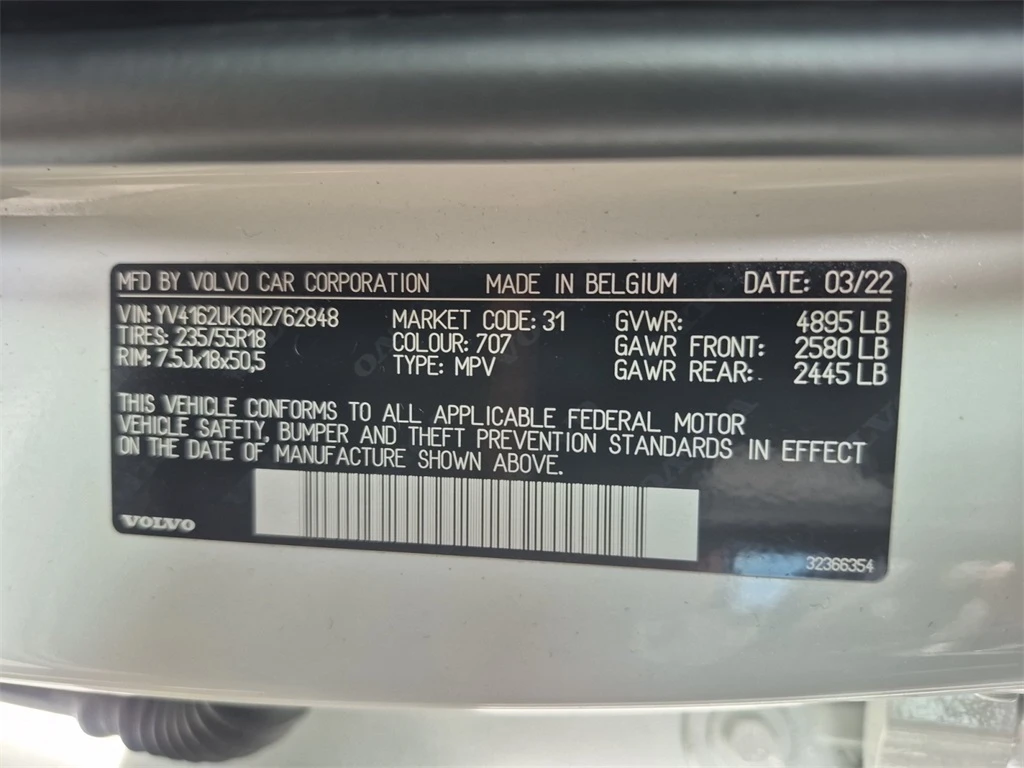 MFD BY VOLVO CAR CORPORATION MADE IN BELGIUM DATE: 03/22
VIN: YV4162UK6N2762848 MARKET CODE: 31 GVWR: 4895 LB
TIRES: 235/55R18 COLOUR: 707 GAWR FRONT: 2580 LB
RIM: 7.5Jx18x50,5 TYPE: MPV GAWR REAR: 2445 LB
THIS VEHICLE CONFORMS TO ALL APPLICABLE FEDERAL MOTOR
VEHICLE SAFETY, BUMPER AND THEFT PREVENTION STANDARDS IN EFFECT
ON THE DATE OF MANUFACTURE SHOWN ABOVE.
VOLVO
32366354